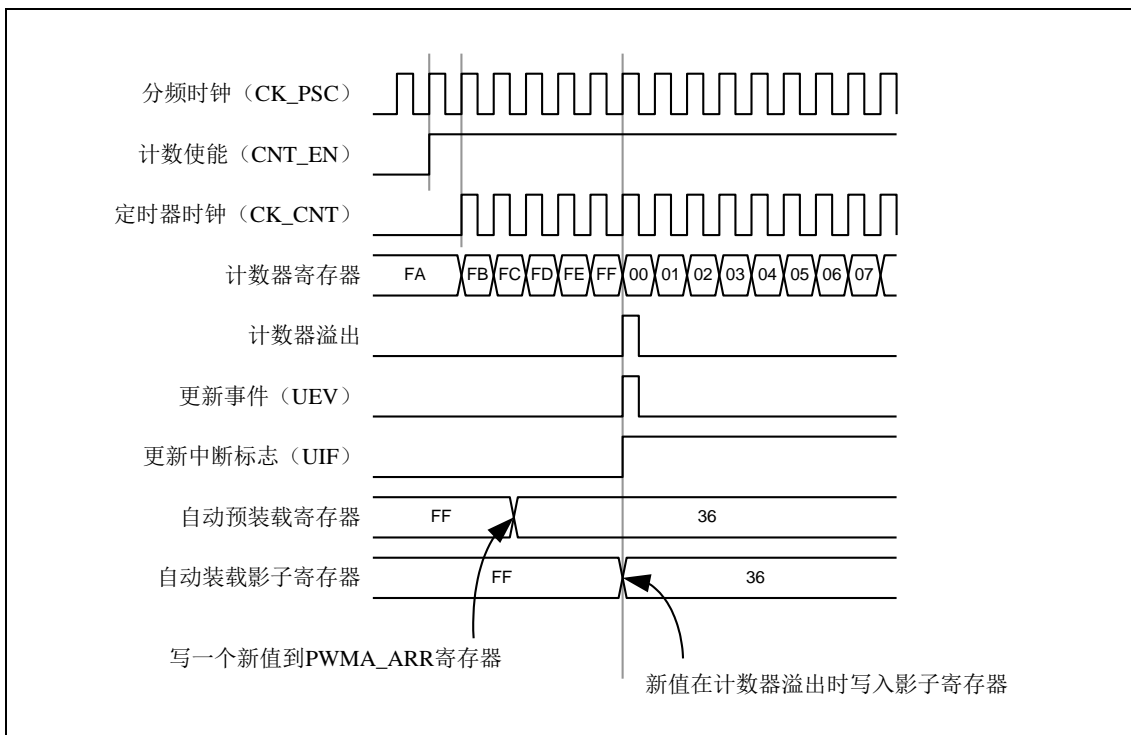 分频时钟（CK_PSC）
计数使能（CNT_EN）
定时器时钟（CK_CNT）
计数器寄存器 FA FB FC FD FE FF 00 01 02 03 04 05 06 07
计数器溢出
更新事件（UEV）
更新中断标志（UIF）
自动预装载寄存器 FF 36
自动装载影子寄存器 FF 36
写一个新值到PWMA_ARR寄存器
新值在计数器溢出时写入影子寄存器